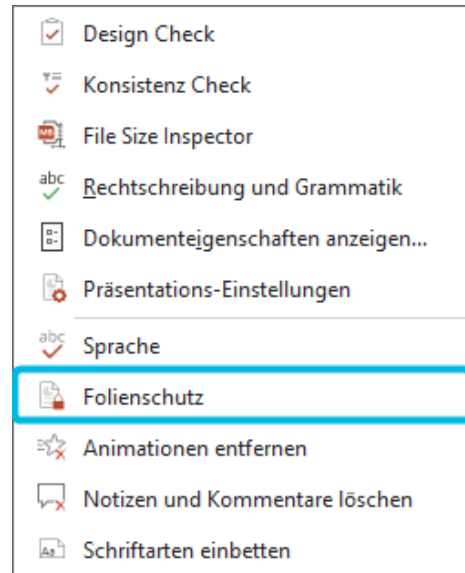 Design Check
Konsistenz Check
File Size Inspector
abc Rechtschreibung und Grammatik
Dokumenteigenschaften anzeigen...
Präsentations-Einstellungen
abc Sprache
Folienschutz
Animationen entfernen
Notizen und Kommentare löschen
Schriftarten einbetten